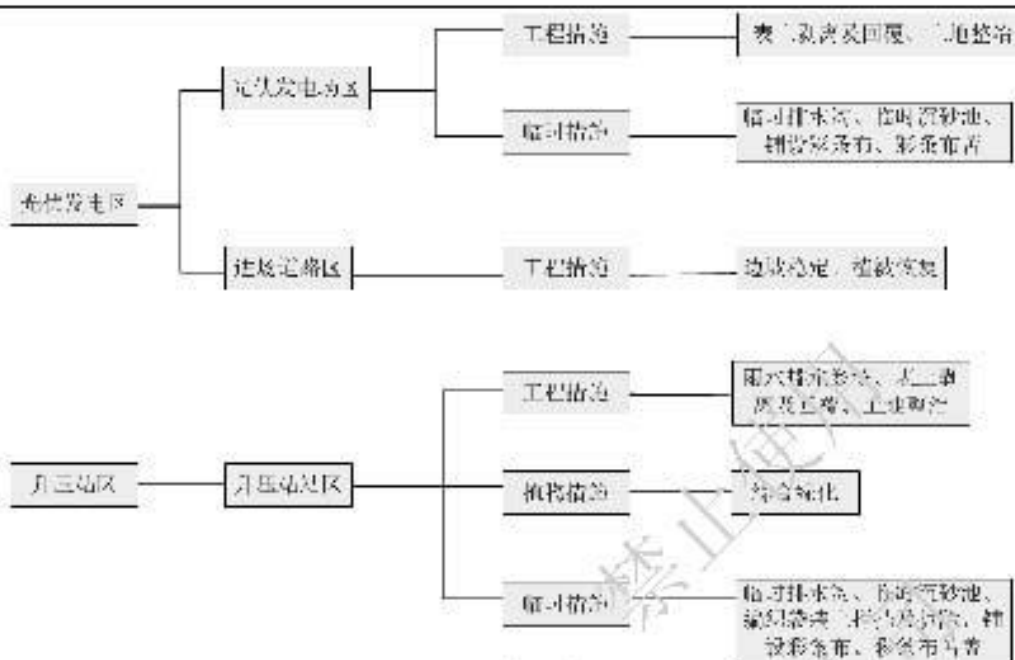 工程措施
表土剥离及回覆、土地整治
光伏发电场区
临时措施
临时排水沟、临时沉砂池、
铺设彩条布、彩条布苫
光伏发电区
进场道路区
工程措施
边坡稳定、植被恢复
工程措施
雨水排水系统、表土剥
离及回覆、土地整治
升压站区
升压站站区
植物措施
综合绿化
临时措施
临时排水沟、临时沉砂池、
编织袋装土拦挡及拆除、铺
设彩条布、彩条布苫盖
禁止使用